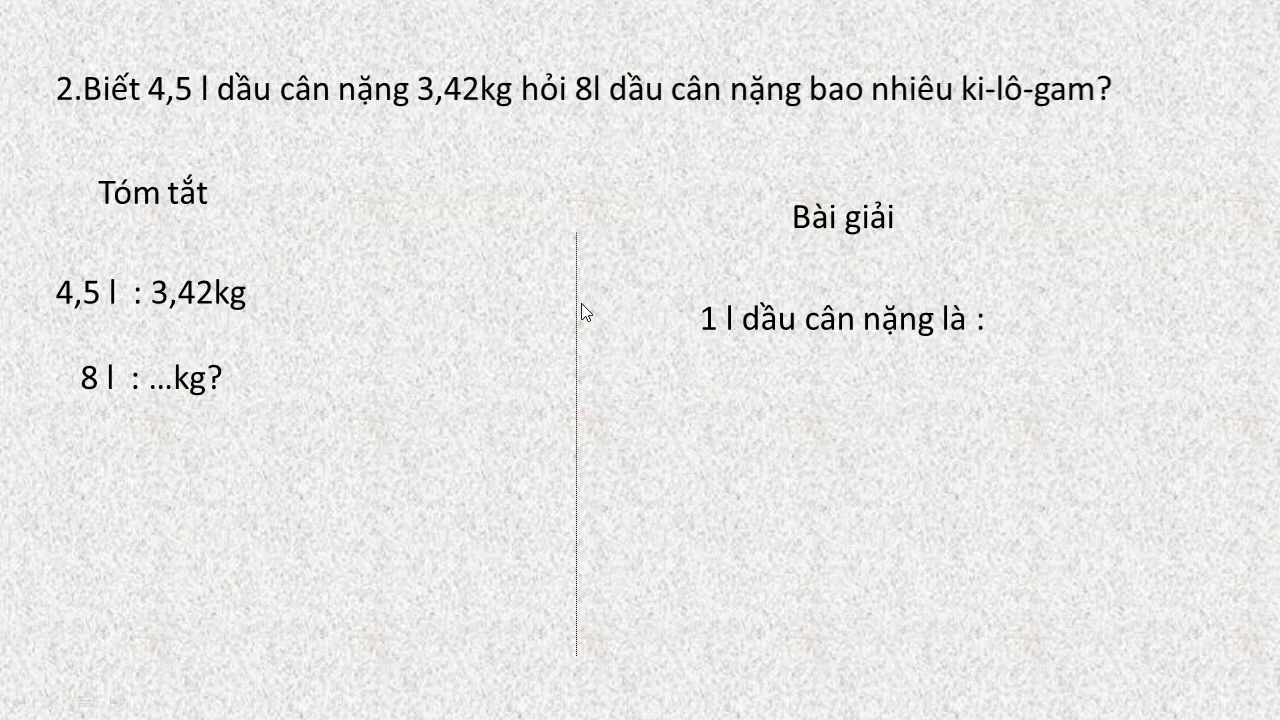 2.Biết 4,5 l dầu cân nặng 3,42kg hỏi 8l dầu cân nặng bao nhiêu ki-lô-gam?
Tóm tắt
4,5 l : 3,42kg
8 l : ...kg?
Bài giải
1 l dầu cân nặng là :